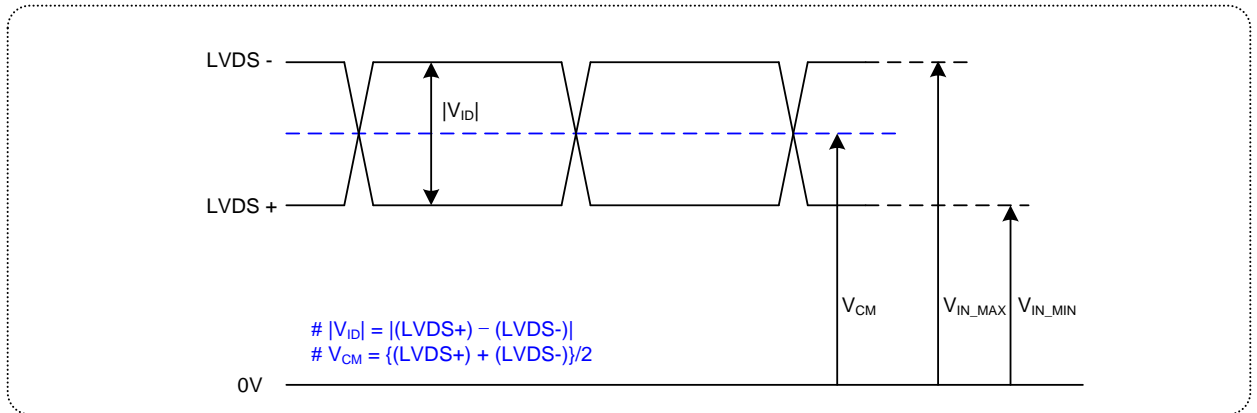 LVDS -
|VID|
LVDS +
VCM
VIN_MAX
VIN_MIN
# |VID| = |(LVDS+) − (LVDS-)|
# VCM = {(LVDS+) + (LVDS-)}/2
0V